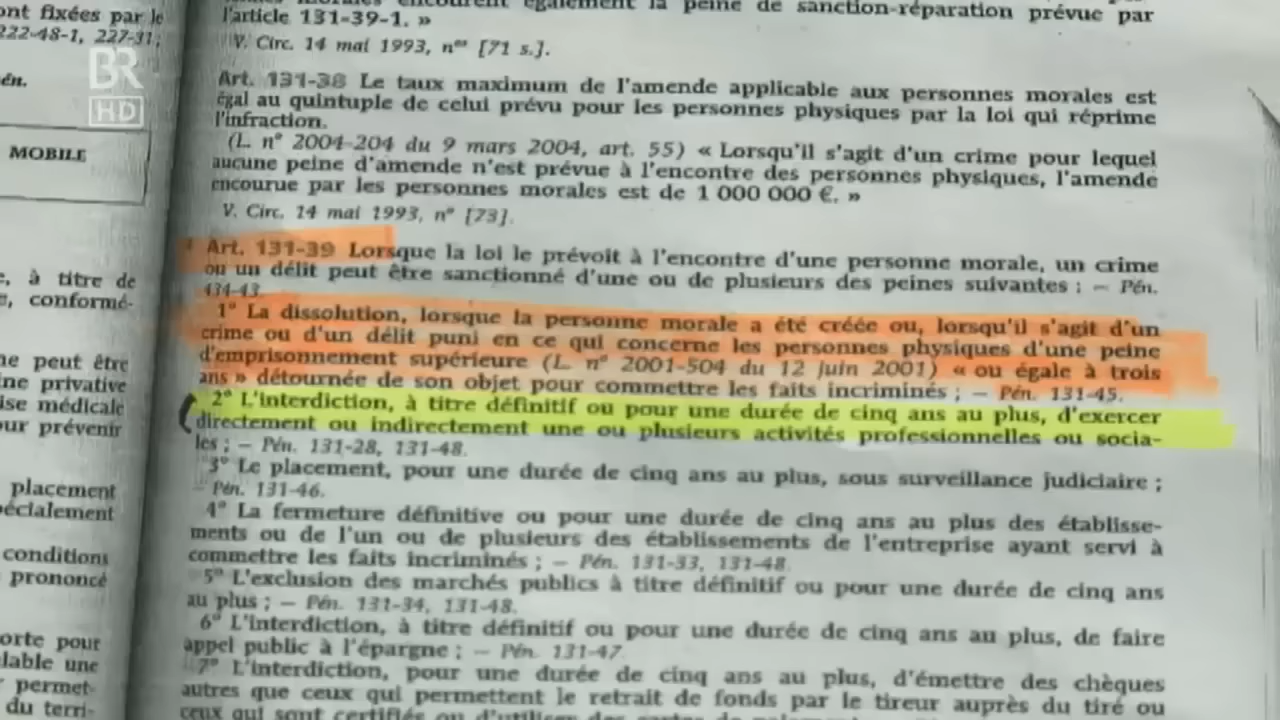 ont fixées par le
222-48-1, 227-31;
én.
MOBILE
, à titre de
, conformé-
ne peut être
ne privative
ise médicale
ur prévenir
placement
écialement
conditions
prononcé
orte pour
lable une
permet-
du terri-
BR
HD
morales encourent également la peine de sanction-réparation prévue par
l'article 131-39-1. »
V. Circ. 14 mai 1993, nos [71 s.].
Art. 131-38 Le taux maximum de l'amende applicable aux personnes morales est
égal au quintuple de celui prévu pour les personnes physiques par la loi qui réprime
l'infraction.
(L. n° 2004-204 du 9 mars 2004, art. 55) « Lorsqu'il s'agit d'un crime pour lequel
aucune peine d'amende n'est prévue à l'encontre des personnes physiques, l'amende
encourue par les personnes morales est de 1 000 000 €. »
V. Circ. 14 mai 1993, n° [73].
Art. 131-39 Lorsque la loi le prévoit à l'encontre d'une personne morale, un crime
ou un délit peut être sanctionné d'une ou de plusieurs des peines suivantes : — Pén.
434-43.
1° La dissolution, lorsque la personne morale a été créée ou, lorsqu'il s'agit d'un
crime ou d'un délit puni en ce qui concerne les personnes physiques d'une peine
d'emprisonnement supérieure (L. n° 2001-504 du 12 juin 2001) « ou égale à trois
ans » détournée de son objet pour commettre les faits incriminés ; — Pén. 131-45.
2° L'interdiction, à titre définitif ou pour une durée de cinq ans au plus, d'exercer
directement ou indirectement une ou plusieurs activités professionnelles ou socia-
les ; — Pén. 131-28, 131-48.
3° Le placement, pour une durée de cinq ans au plus, sous surveillance judiciaire ;
— Pén. 131-46.
4° La fermeture définitive ou pour une durée de cinq ans au plus des établisse-
ments ou de l'un ou de plusieurs des établissements de l'entreprise ayant servi à
commettre les faits incriminés ; — Pén. 131-33, 131-48.
5° L'exclusion des marchés publics à titre définitif ou pour une durée de cinq ans
au plus ; — Pén. 131-34, 131-48.
6° L'interdiction, à titre définitif ou pour une durée de cinq ans au plus, de faire
appel public à l'épargne ; — Pén. 131-47.
7° L'interdiction, pour une durée de cinq ans au plus, d'émettre des chèques
autres que ceux qui permettent le retrait de fonds par le tireur auprès du tiré ou
ceux qui sont certifiés ou d'utiliser des cartes de paiement